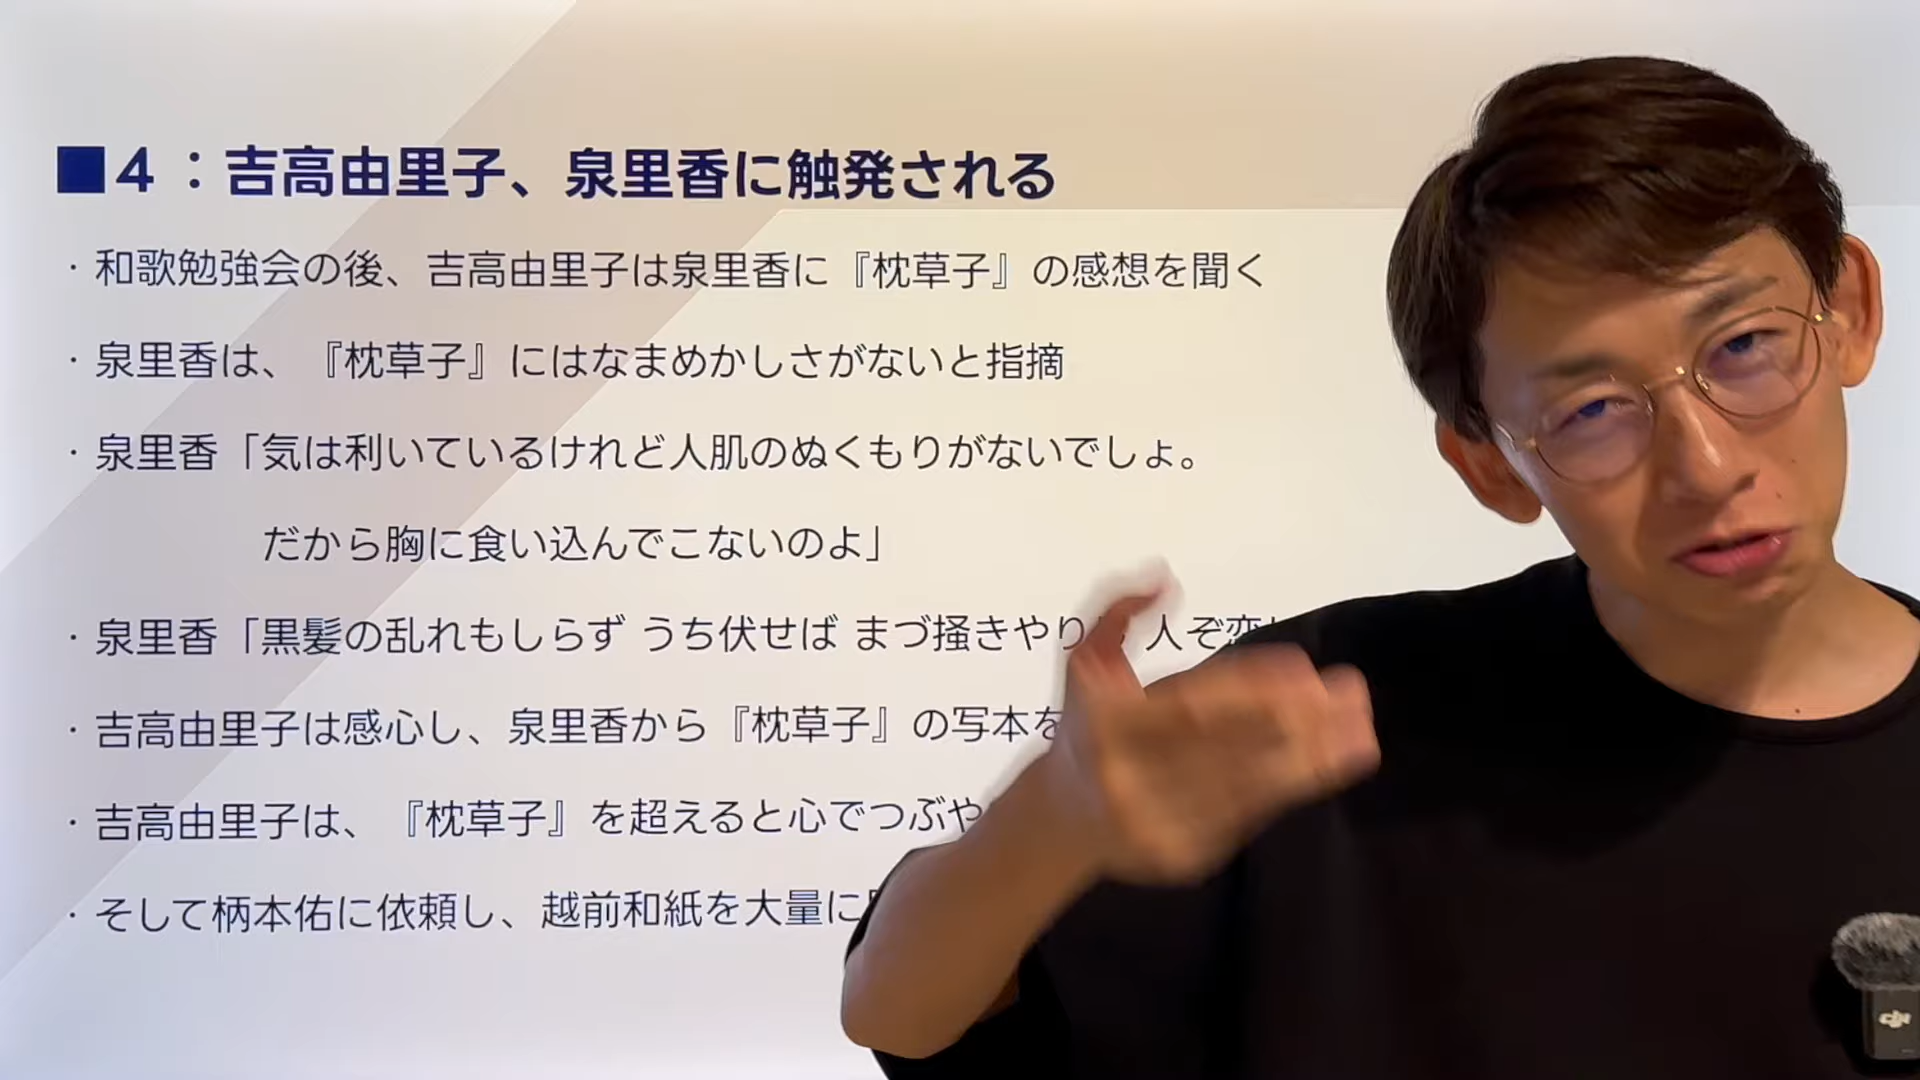 ■4：吉高由里子、泉里香に触発される
・和歌勉強会の後、吉高由里子は泉里香に『枕草子』の感想を聞く
・泉里香は、『枕草子』にはなまめかしさがないと指摘
・泉里香「気は利いているけれど人肌のぬくもりがないでしょ。
だから胸に食い込んでこないのよ」
・泉里香「黒髪の乱れもしらず うち伏せば まづ掻きやり 人ぞ恋
・吉高由里子は感心し、泉里香から『枕草子』の写本を
・吉高由里子は、『枕草子』を超えると心でつぶや
・そして柄本佑に依頼し、越前和紙を大量に
dji